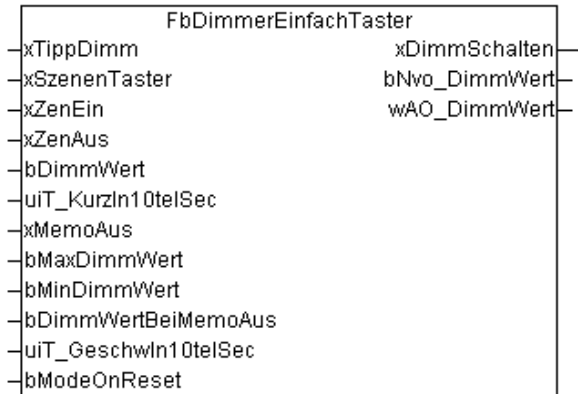 FbDimmerEinfachTaster
xTippDimm xDimmSchalten
xSzenenTaster bNvo_DimmWert
xZenEin wAO_DimmWert
xZenAus
bDimmWert
uiT_KurzIn10telSec
xMemoAus
bMaxDimmWert
bMinDimmWert
bDimmWertBeiMemoAus
uiT_GeschwIn10telSec
bModeOnReset